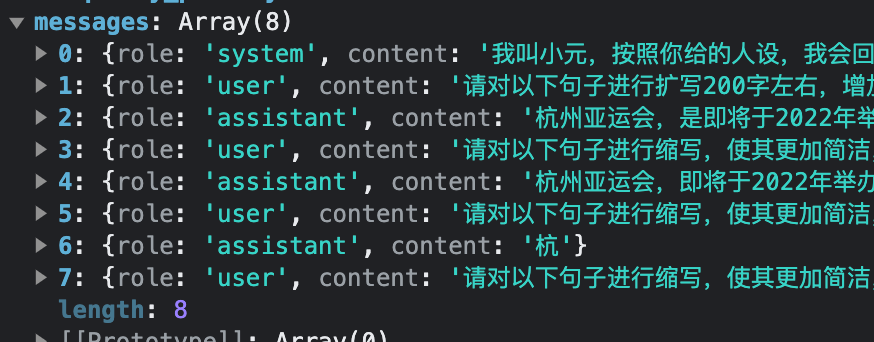 messages: Array(8)
0: {role: 'system', content: '我叫小元，按照你给的人设，我会回
1: {role: 'user', content: '请对以下句子进行扩写200字左右，增加
2: {role: 'assistant', content: '杭州亚运会，是即将于2022年举
3: {role: 'user', content: '请对以下句子进行缩写，使其更加简洁，
4: {role: 'assistant', content: '杭州亚运会，即将于2022年举办
5: {role: 'user', content: '请对以下句子进行缩写，使其更加简洁，
6: {role: 'assistant', content: '杭'}
7: {role: 'user', content: '请对以下句子进行缩写，使其更加简洁，
length: 8
[[Prototype]]: Array(0)